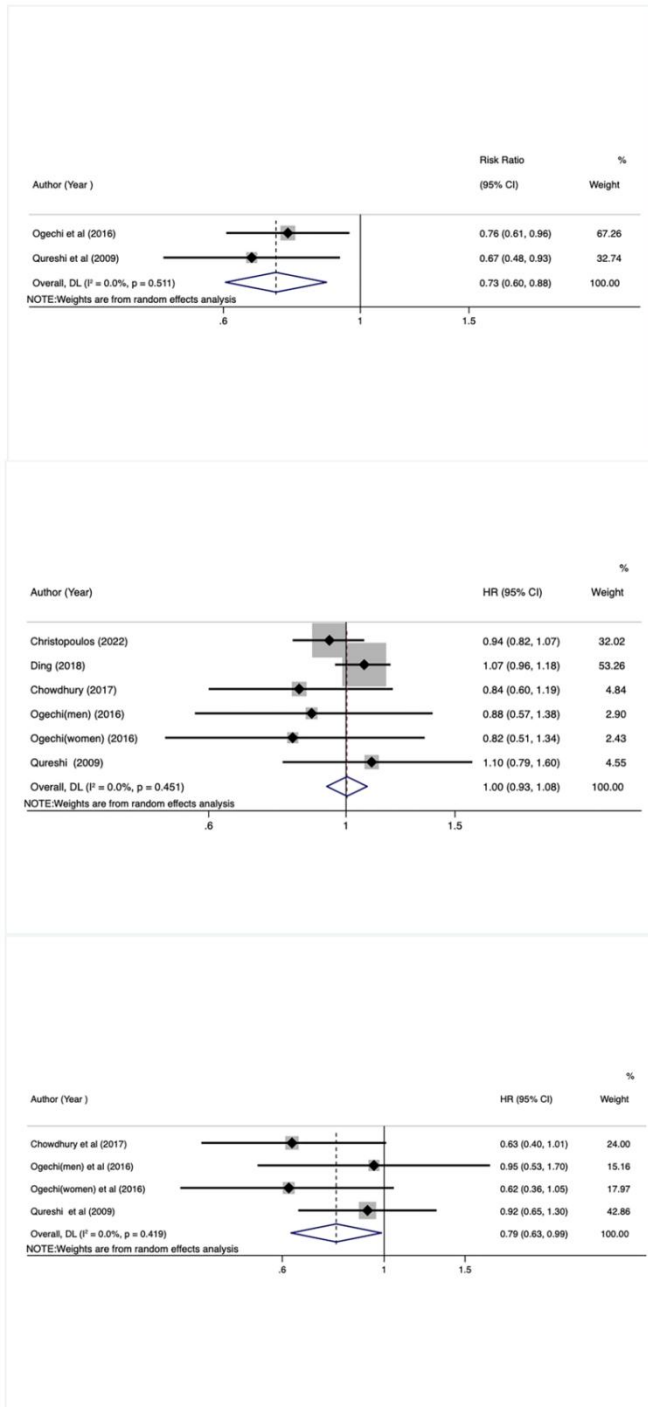 Risk Ratio %
Author (Year ) (95% CI) Weight
Ogechi et al (2016) 0.76 (0.61, 0.96) 67.26
Qureshi et al (2009) 0.67 (0.48, 0.93) 32.74
Overall, DL (I² = 0.0%, p = 0.511) 0.73 (0.60, 0.88) 100.00
NOTE:Weights are from random effects analysis
.6 1 1.5
%
Author (Year) HR (95% CI) Weight
Christopoulos (2022) 0.94 (0.82, 1.07) 32.02
Ding (2018) 1.07 (0.96, 1.18) 53.26
Chowdhury (2017) 0.84 (0.60, 1.19) 4.84
Ogechi(men) (2016) 0.88 (0.57, 1.38) 2.90
Ogechi(women) (2016) 0.82 (0.51, 1.34) 2.43
Qureshi (2009) 1.10 (0.79, 1.60) 4.55
Overall, DL (I² = 0.0%, p = 0.451) 1.00 (0.93, 1.08) 100.00
NOTE:Weights are from random effects analysis
.6 1 1.5
%
Author (Year ) HR (95% CI) Weight
Chowdhury et al (2017) 0.63 (0.40, 1.01) 24.00
Ogechi(men) et al (2016) 0.95 (0.53, 1.70) 15.16
Ogechi(women) et al (2016) 0.62 (0.36, 1.05) 17.97
Qureshi et al (2009) 0.92 (0.65, 1.30) 42.86
Overall, DL (I² = 0.0%, p = 0.419) 0.79 (0.63, 0.99) 100.00
NOTE:Weights are from random effects analysis
.6 1 1.5